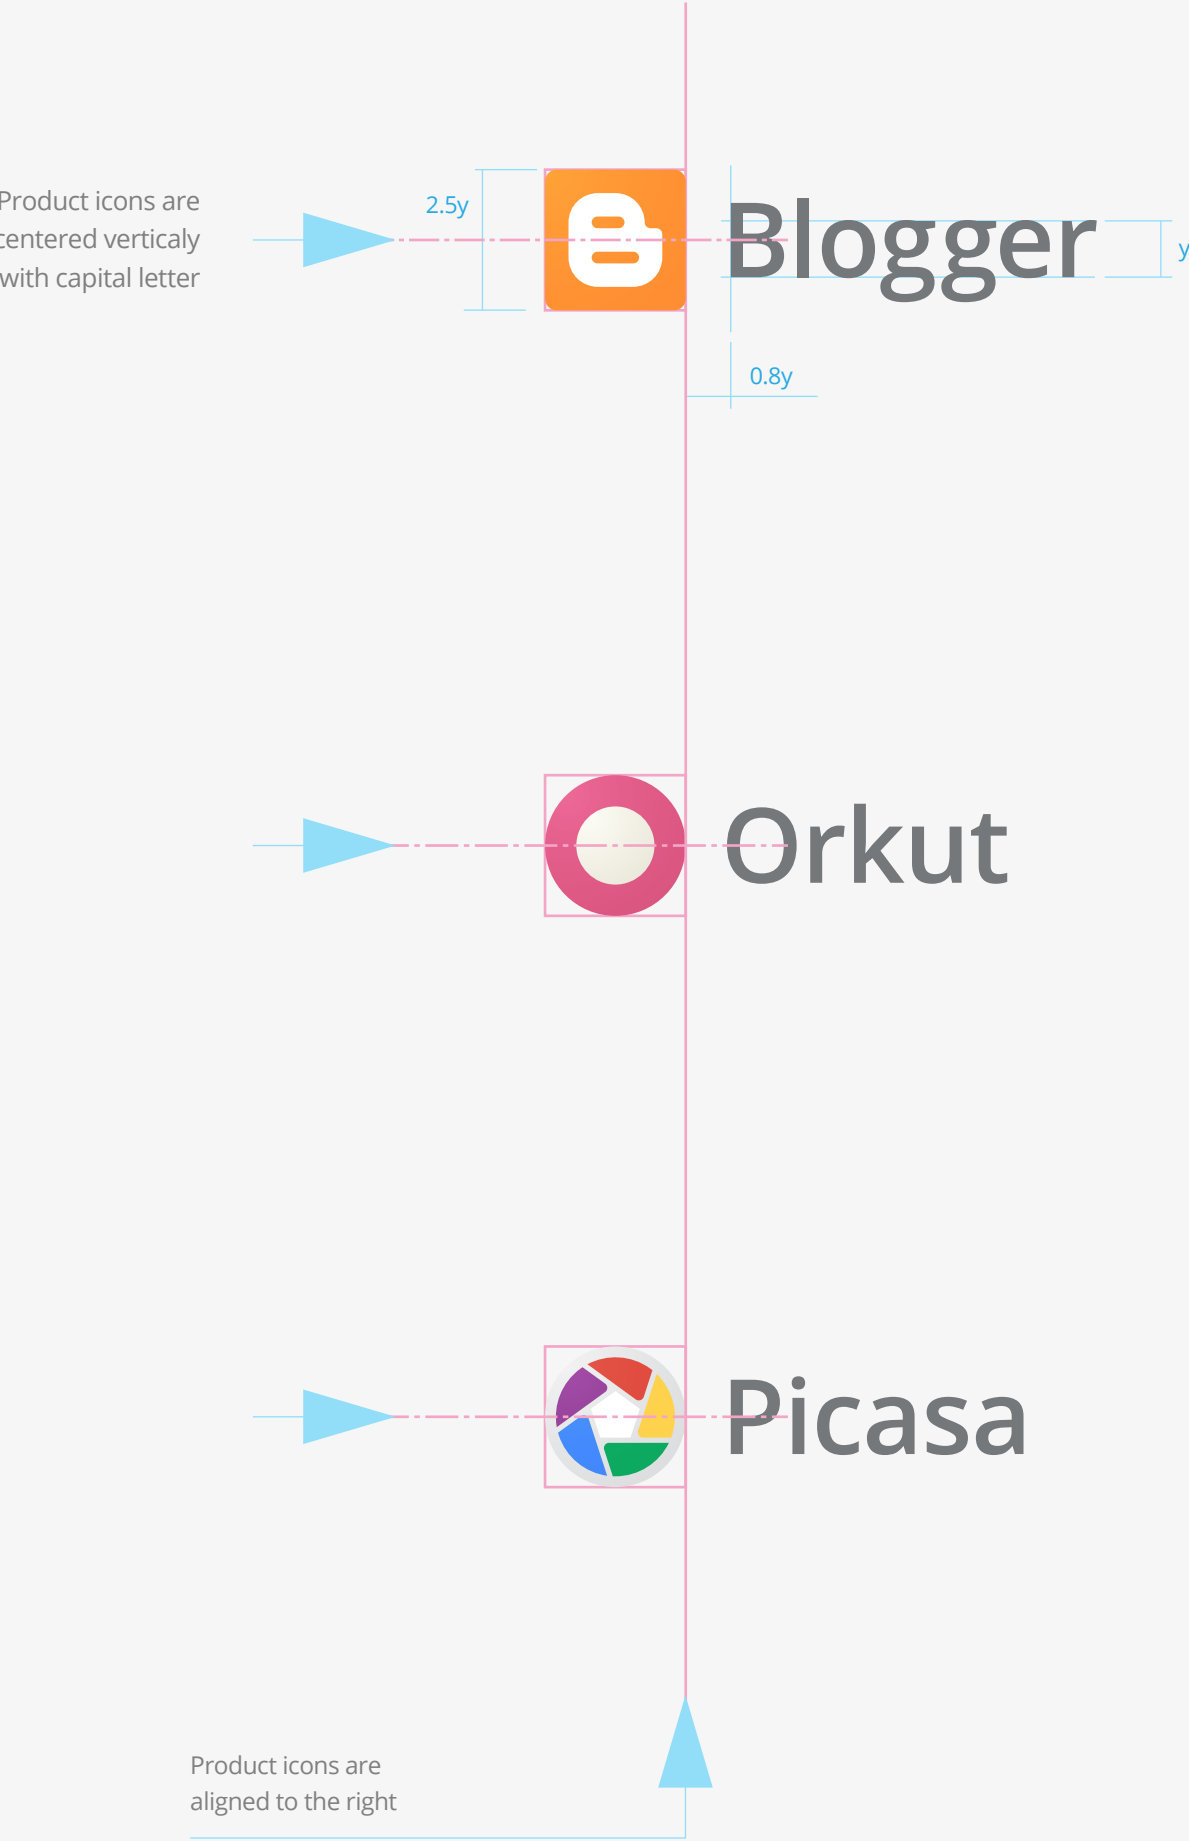 Product icons are
centered verticaly
with capital letter
2.5y
Blogger
y
0.8y
Orkut
Picasa
Product icons are
aligned to the right